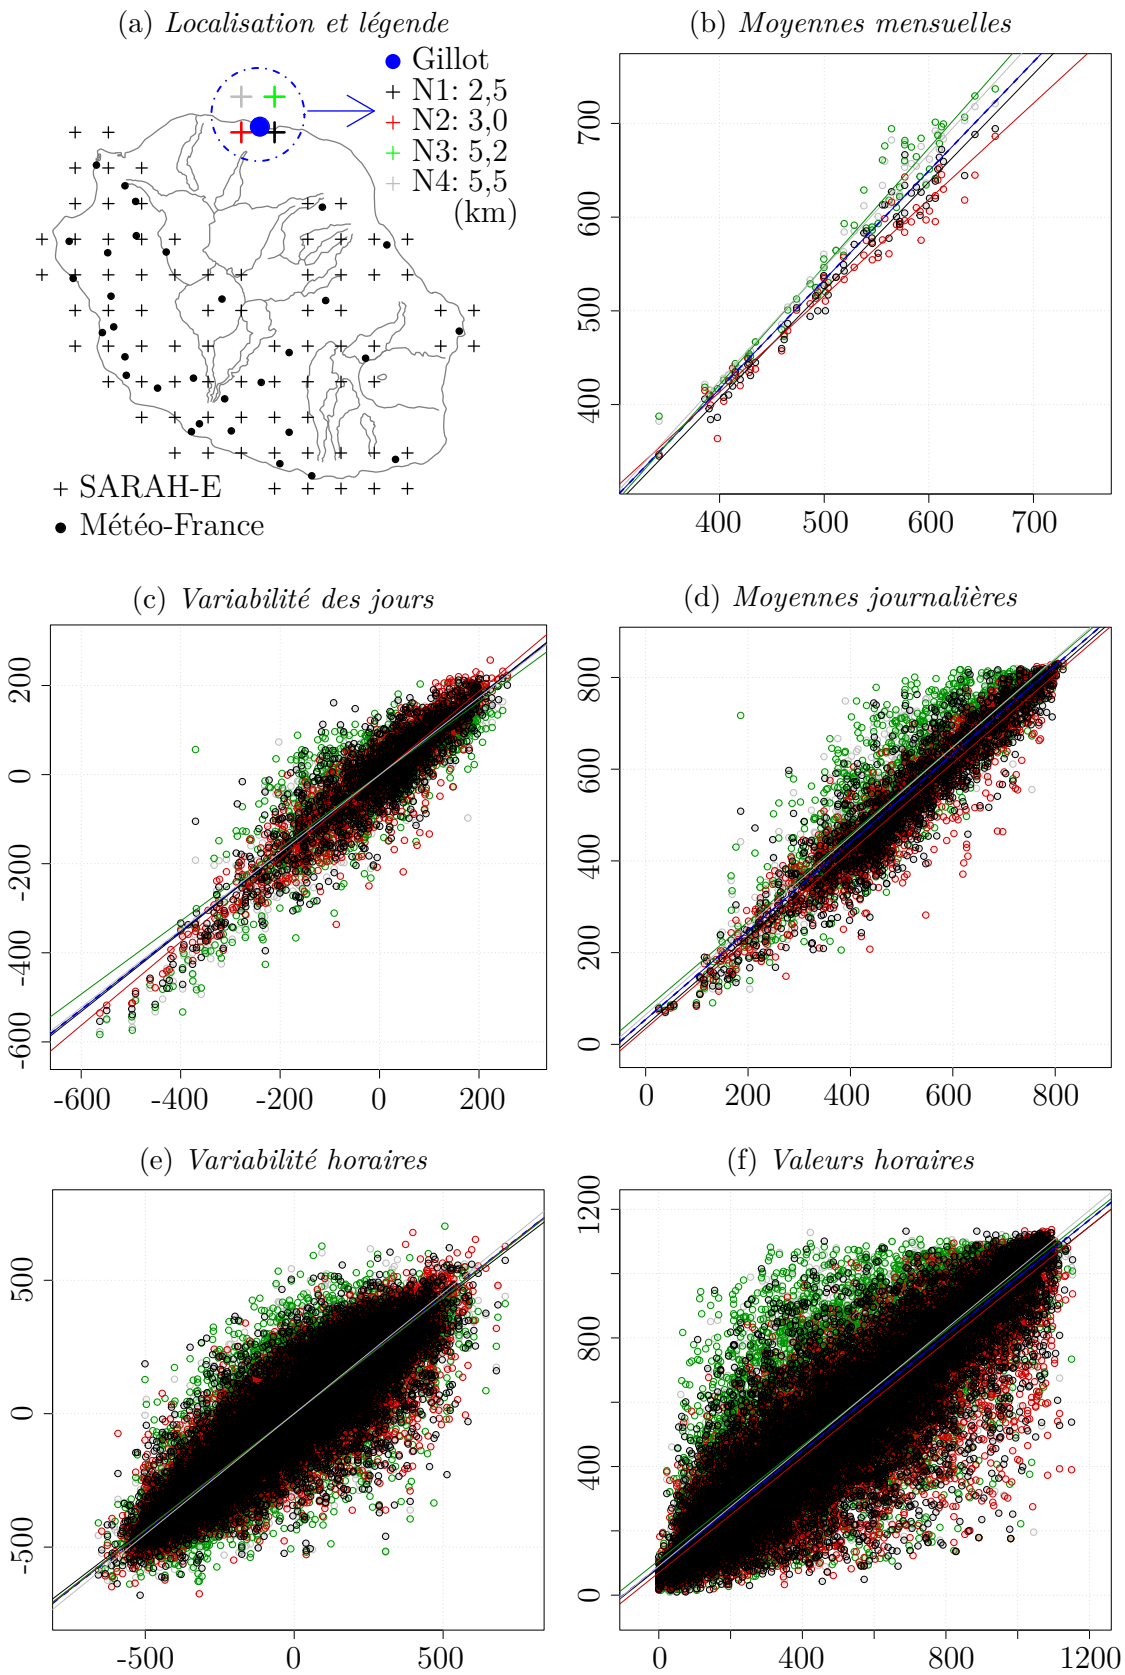 (a) Localisation et légende
Gillot
N1: 2,5
N2: 3,0
N3: 5,2
N4: 5,5
(km)
SARAH-E
Météo-France
(b) Moyennes mensuelles
700
600
500
400
400 500 600 700
(c) Variabilité des jours
200
0
-200
-400
-600
-600 -400 -200 0 200
(d) Moyennes journalières
800
600
400
200
0
0 200 400 600 800
(e) Variabilité horaires
500
0
-500
-500 0 500
(f) Valeurs horaires
1200
800
400
0
0 400 800 1200